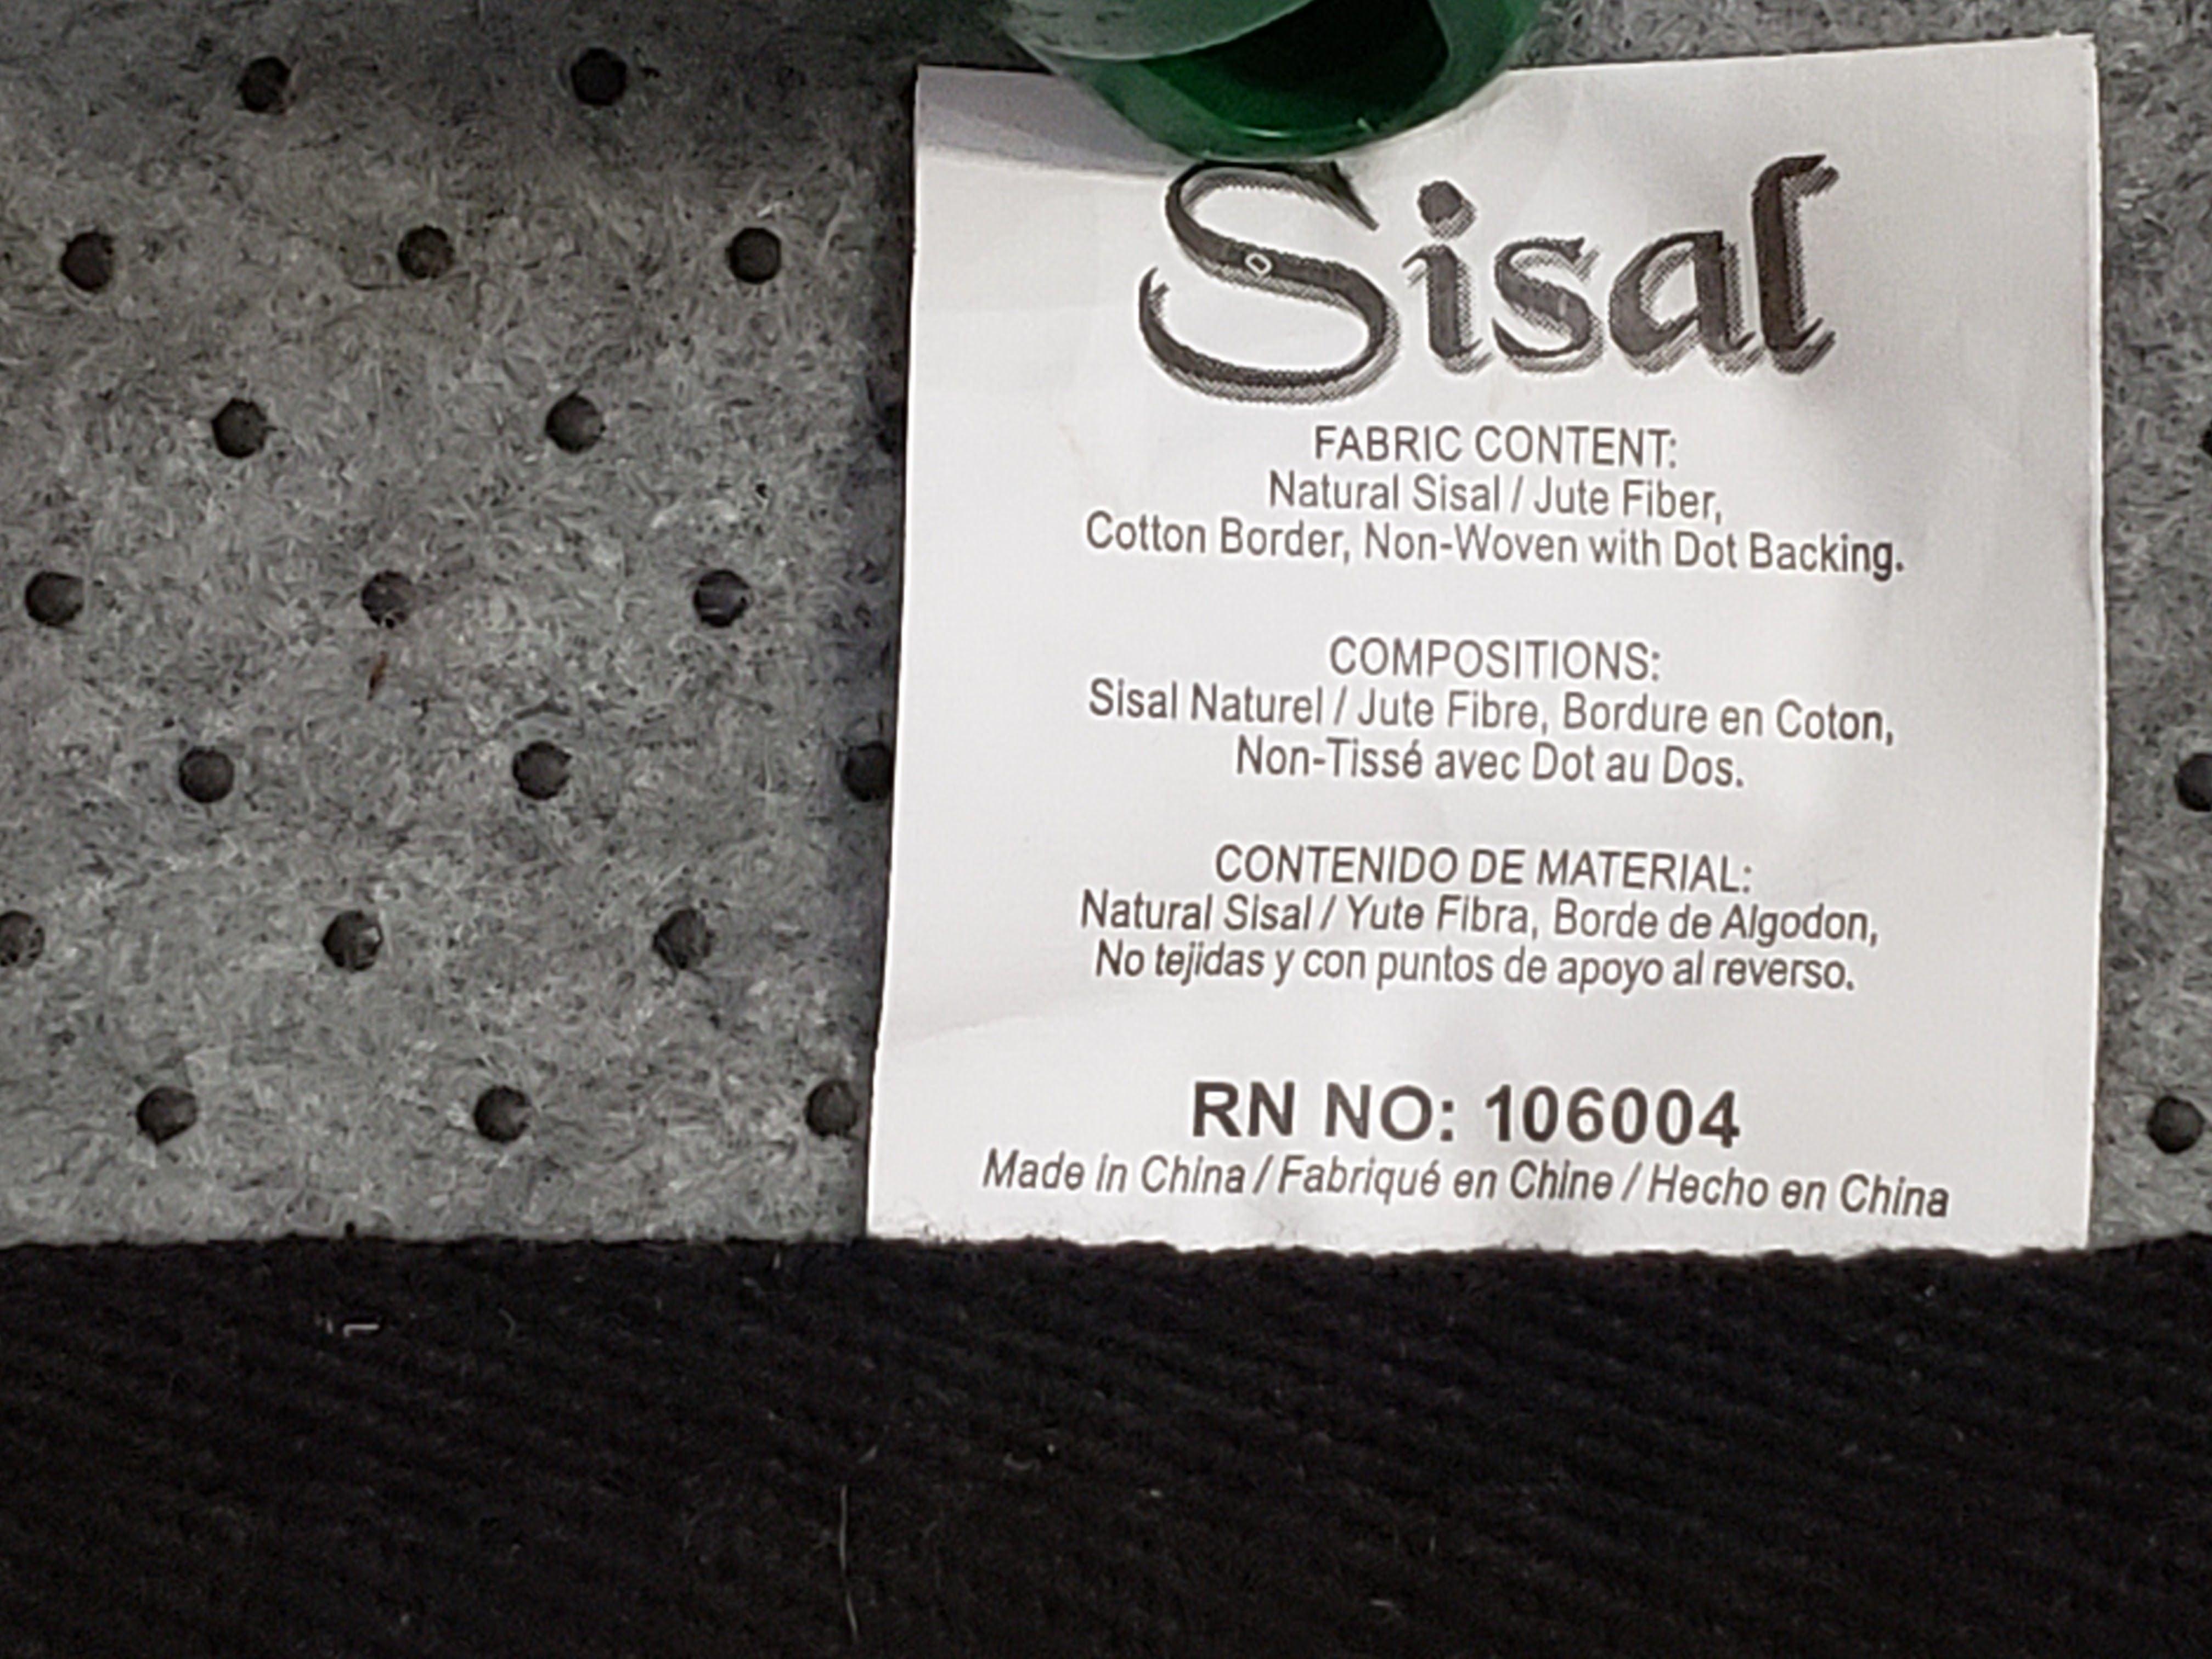 Sisal
FABRIC CONTENT:
Natural Sisal / Jute Fiber,
Cotton Border, Non-Woven with Dot Backing.
COMPOSITIONS:
Sisal Naturel / Jute Fibre, Bordure en Coton,
Non-Tissé avec Dot au Dos.
CONTENIDO DE MATERIAL:
Natural Sisal / Yute Fibra, Borde de Algodon,
No tejidas y con puntos de apoyo al reverso.
RN NO: 106004
Made in China / Fabriqué en Chine / Hecho en China